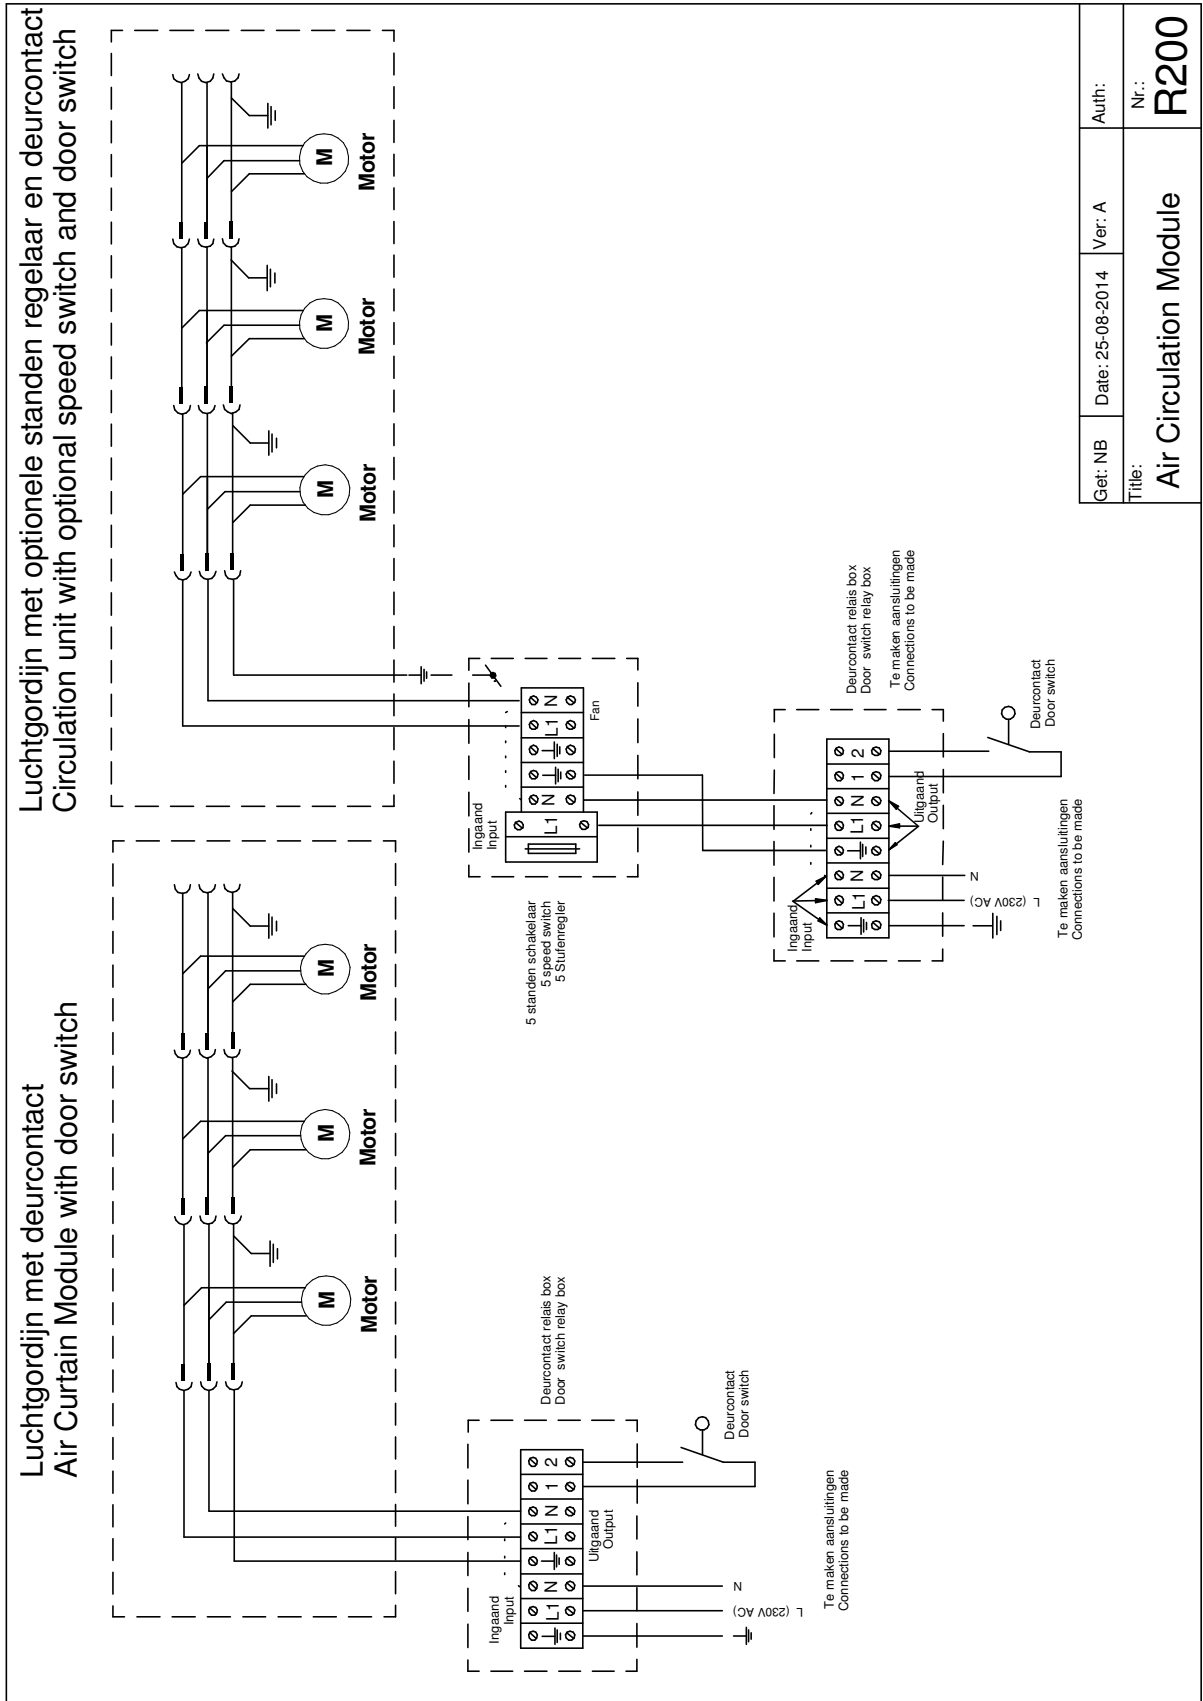 Luchtgordijn met deurcontact
Air Curtain Module with door switch
M
Motor
M
Motor
M
Motor
Deurcontact relais box
Door switch relay box
Ingaand
Input
L1
N
L1
N
1
2
Uitgaand
Output
Deurcontact
Door switch
L (230V AC)
N
Te maken aansluitingen
Connections to be made
Luchtgordijn met optionele standen regelaar en deurcontact
Circulation unit with optional speed switch and door switch
M
Motor
M
Motor
M
Motor
5 standen schakelaar
5 speed switch
5 Stufenregler
Ingaand
Input
L1
N
L1
N
Fan
Deurcontact relais box
Door switch relay box
Te maken aansluitingen
Connections to be made
Ingaand
Input
L1
N
L1
N
1
2
Uitgaand
Output
Deurcontact
Door switch
L (230V AC)
N
Te maken aansluitingen
Connections to be made
Get: NB
Date: 25-08-2014
Ver: A
Auth:
Title:
Air Circulation Module
Nr.:
R200